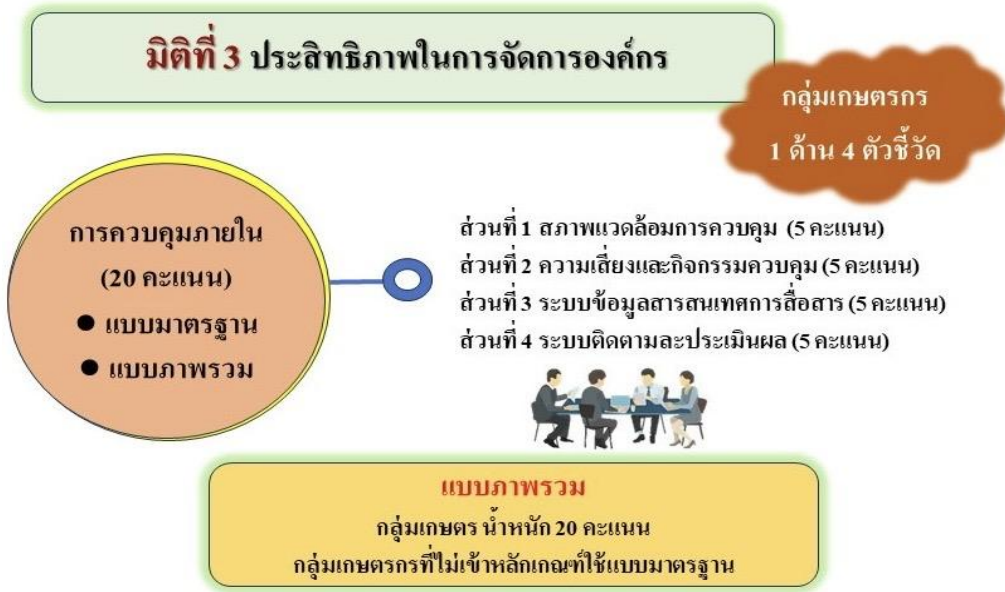 มิติที่ 3 ประสิทธิภาพในการจัดการองค์กร
กลุ่มเกษตรกร
1 ด้าน 4 ตัวชี้วัด
การควบคุมภายใน
(20 คะแนน)
● แบบมาตรฐาน
● แบบภาพรวม
ส่วนที่ 1 สภาพแวดล้อมการควบคุม (5 คะแนน)
ส่วนที่ 2 ความเสี่ยงและกิจกรรมควบคุม (5 คะแนน)
ส่วนที่ 3 ระบบข้อมูลสารสนเทศการสื่อสาร (5 คะแนน)
ส่วนที่ 4 ระบบติดตามละประเมินผล (5 คะแนน)
แบบภาพรวม
กลุ่มเกษตร น้ำหนัก 20 คะแนน
กลุ่มเกษตรกรที่ไม่เข้าหลักเกณฑ์ใช้แบบมาตรฐาน